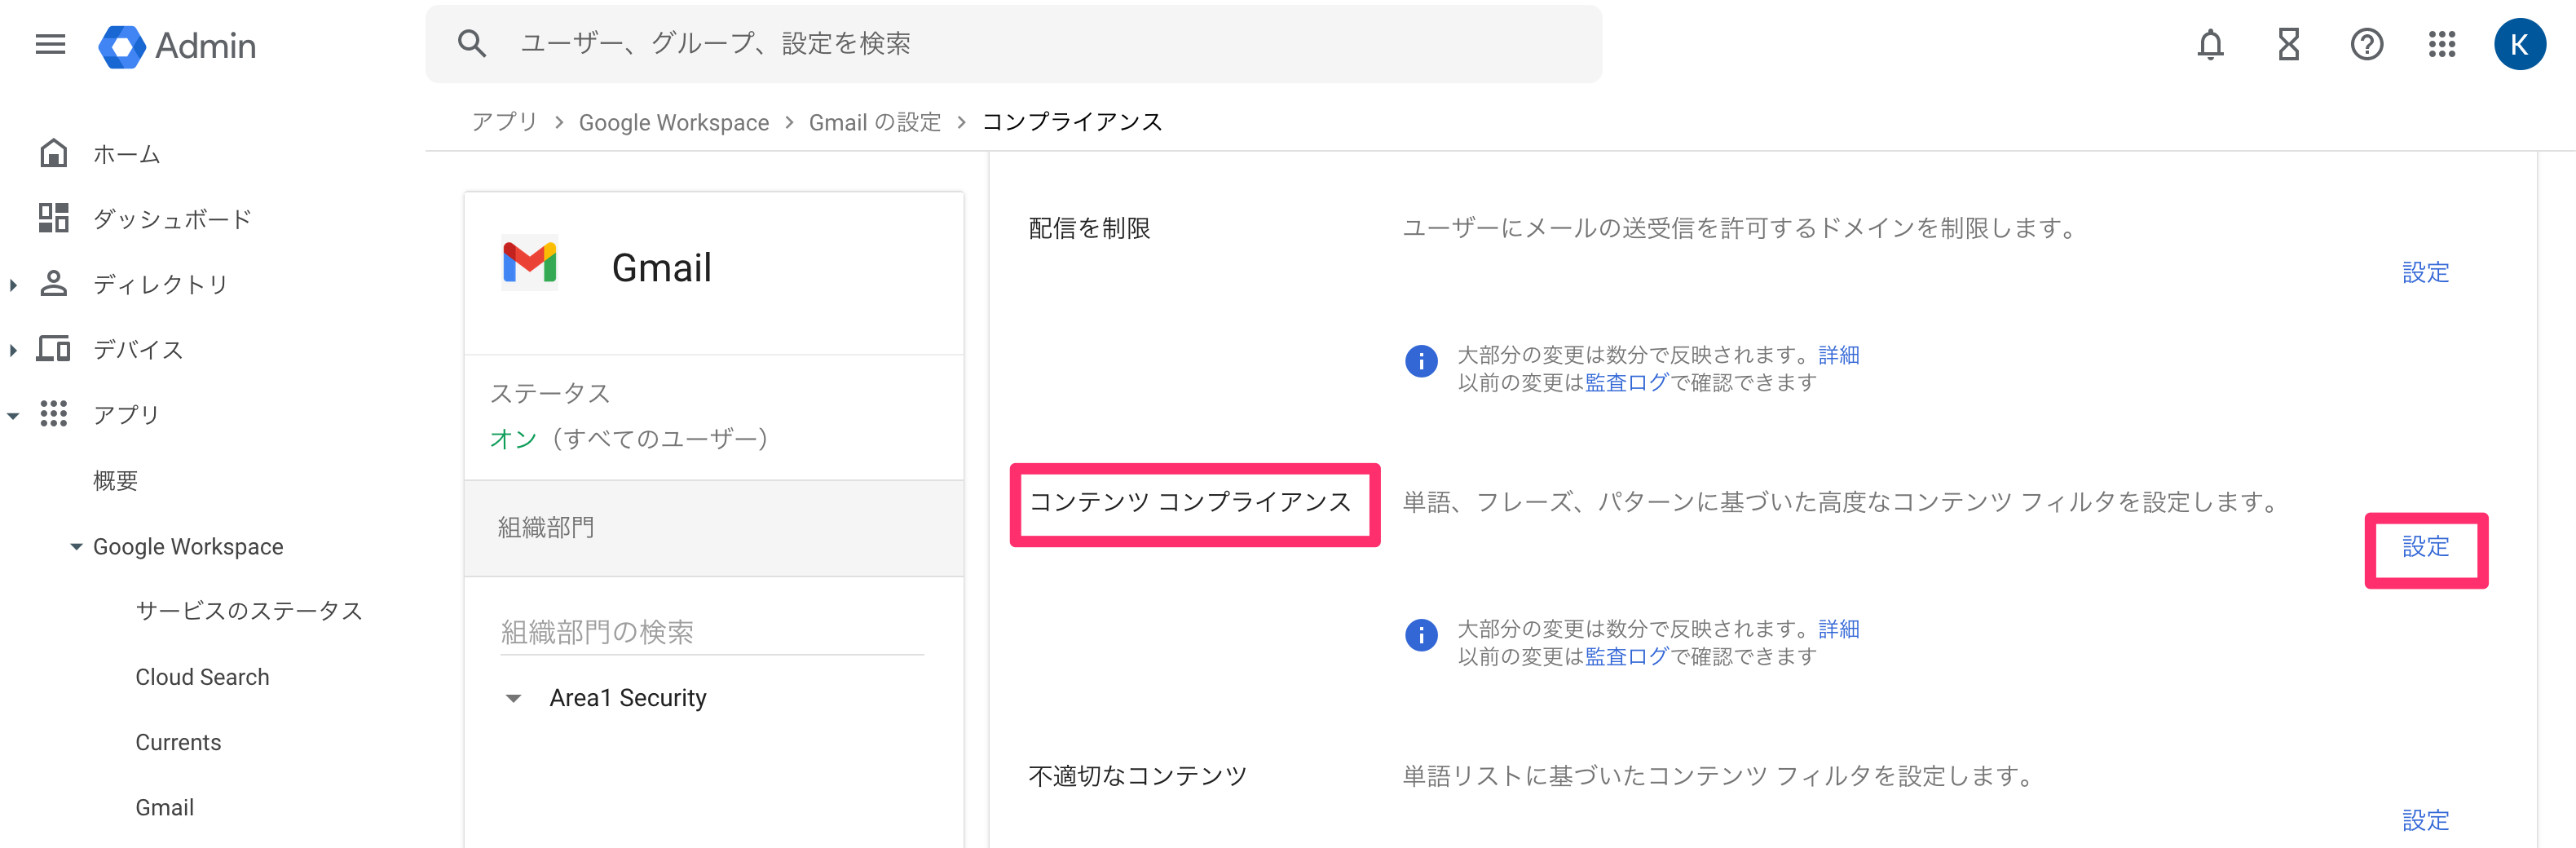 Admin
ユーザー、グループ、設定を検索
K
アプリ > Google Workspace > Gmail の設定 > コンプライアンス
ホーム
ダッシュボード
ディレクトリ
デバイス
アプリ
概要
Google Workspace
サービスのステータス
Cloud Search
Currents
Gmail
Gmail
ステータス
オン（すべてのユーザー）
組織部門
組織部門の検索
Area1 Security
配信を制限
ユーザーにメールの送受信を許可するドメインを制限します。
設定
大部分の変更は数分で反映されます。詳細
以前の変更は監査ログで確認できます
コンテンツ コンプライアンス
単語、フレーズ、パターンに基づいた高度なコンテンツ フィルタを設定します。
設定
大部分の変更は数分で反映されます。詳細
以前の変更は監査ログで確認できます
不適切なコンテンツ
単語リストに基づいたコンテンツ フィルタを設定します。
設定